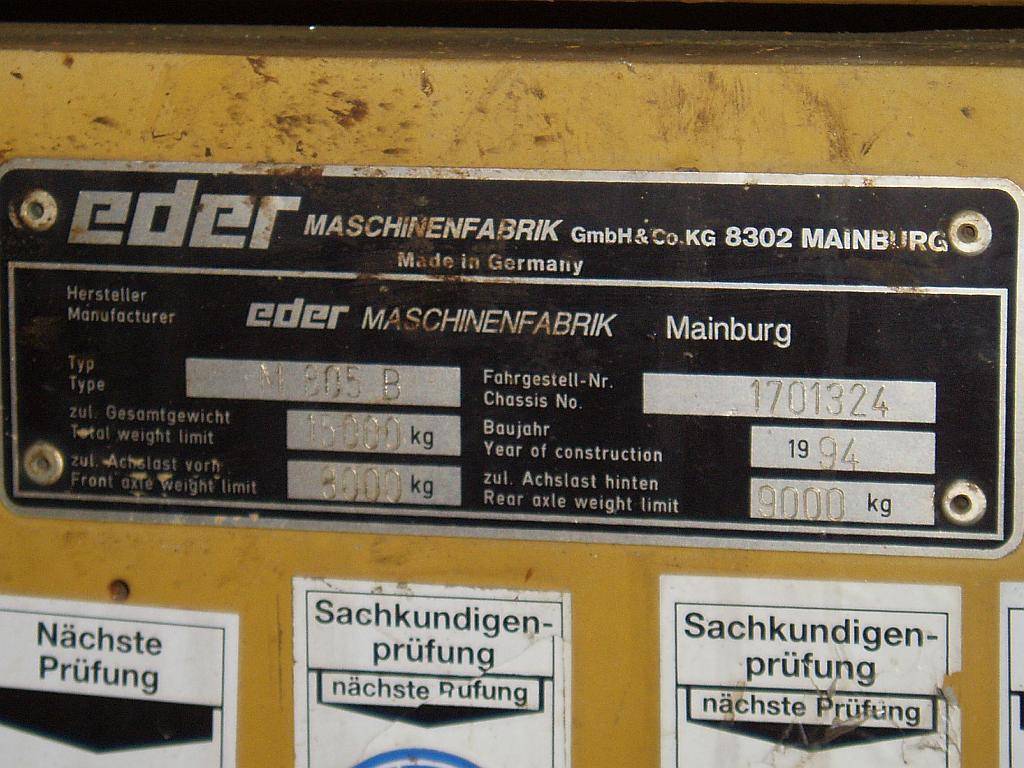 eder MASCHINENFABRIK GmbH & Co. KG 8302 MAINBURG
Made in Germany
Hersteller
Manufacturer
eder MASCHINENFABRIK Mainburg
Typ
Type
M 805 B
Fahrgestell-Nr.
Chassis No.
1701324
zul. Gesamtgewicht
Total weight limit
15000 kg
Baujahr
Year of construction
1994
zul. Achslast vorn
Front axle weight limit
8000 kg
zul. Achslast hinten
Rear axle weight limit
9000 kg
Nächste
Prüfung
Sachkundigen-
prüfung
nächste Prüfung
Sachkundigen-
prüfung
nächste Prüfung